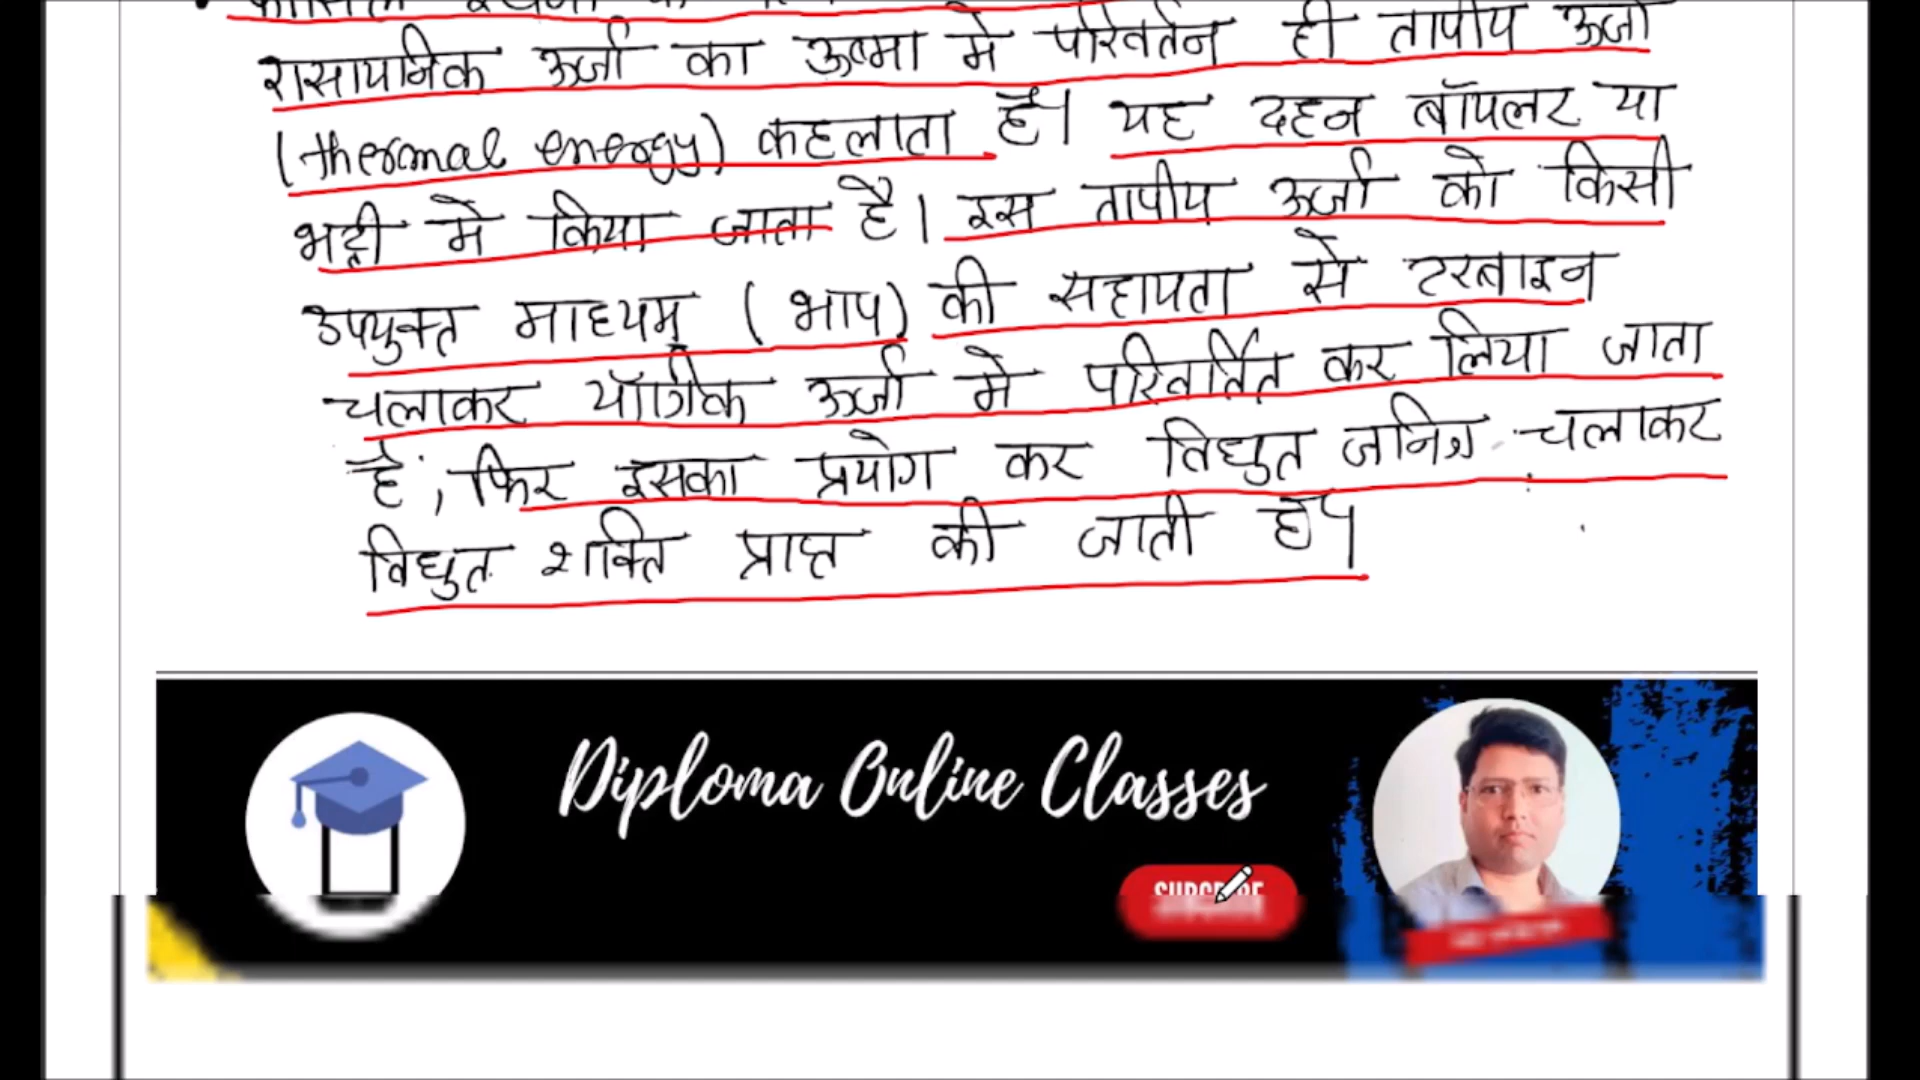 रासायनिक ऊर्जा का ऊष्मा मे परिवर्तन ही तापीय ऊर्जा
(thermal energy) कहलाता है। यह दहन बॉयलर या
भट्टी मे किया जाता है। इस तापीय ऊर्जा को किसी
उपयुक्त माध्यम ( भाप) की सहायता से टरबाइन
चलाकर यॉत्रिक ऊर्जा मे परिवर्तित कर लिया जाता
है, फिर इसका प्रयोग कर विद्युत जनित्र चलाकर
विद्युत शक्ति प्राप्त की जाती है।
Diploma Online Classes
SUBSCRIBE